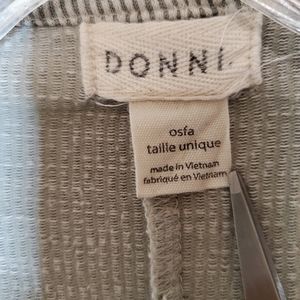 DONNI.
osfa
taille unique
made in Vietnam
fabriqué en Vietnam